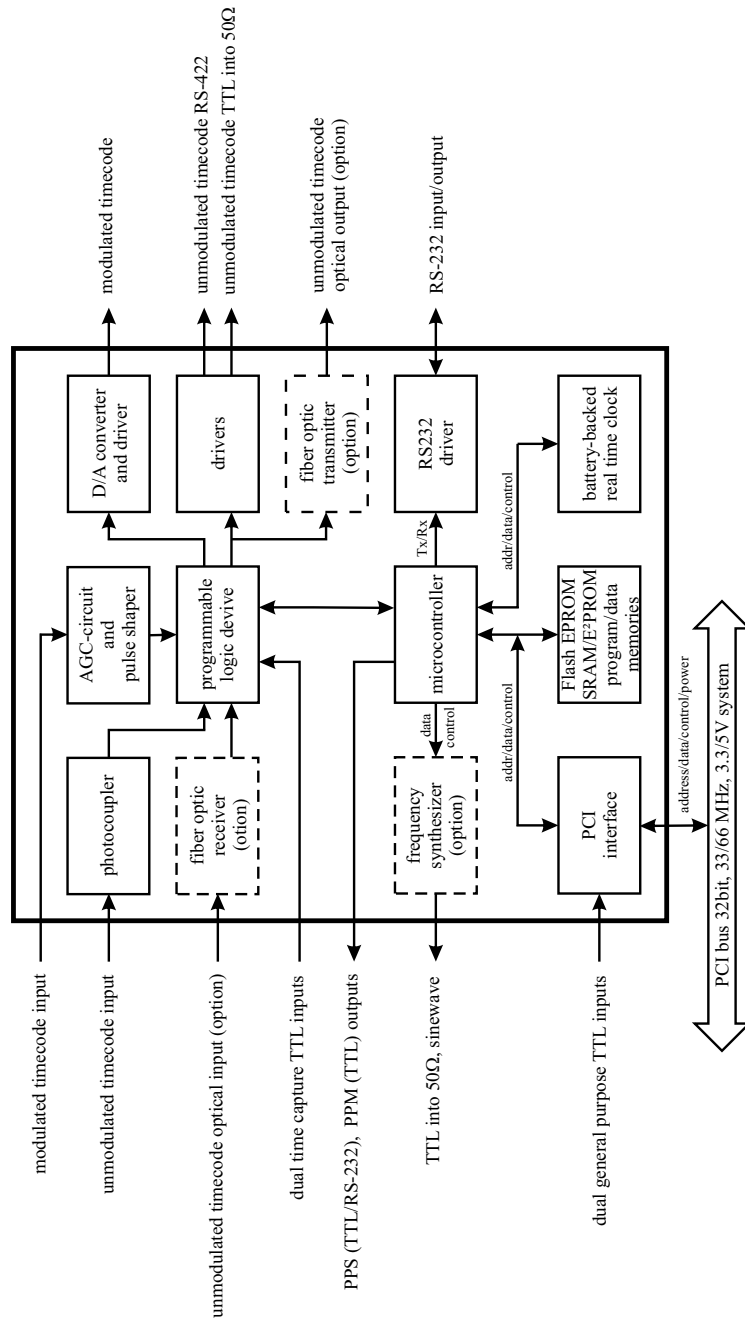 modulated timecode input
unmodulated timecode input
unmodulated timecode optical input (option)
dual time capture TTL inputs
PPS (TTL/RS-232),  PPM (TTL) outputs
TTL into 50Ω, sinewave
dual general purpose TTL inputs
photocoupler
fiber optic
receiver
(otion)
frequency
synthesizer
(option)
PCI
interface
AGC-circuit
and
pulse shaper
programmable
logic devive
microcontroller
data
control
Tx/Rx
addr/data/control
addr/data/control
Flash EPROM
SRAM/E²PROM
program/data
memories
D/A converter
and driver
drivers
fiber optic
transmitter
(option)
RS232
driver
battery-backed
real time clock
modulated timecode
unmodulated timecode RS-422
unmodulated timecode TTL into 50Ω
unmodulated timecode
optical output (option)
RS-232 input/output
address/data/control/power
PCI bus 32bit, 33/66 MHz, 3.3/5V system